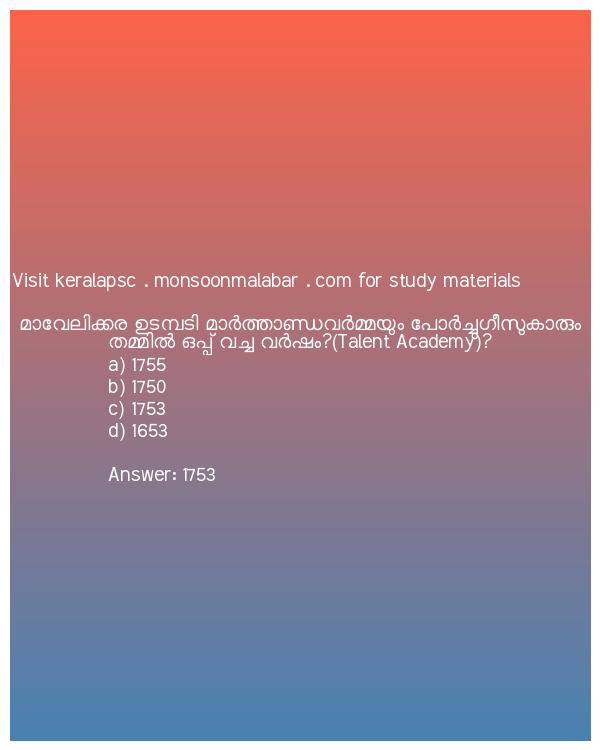 Visit keralapsc . monsoonmalabar . com for study materials
മാവേലിക്കര ഉടമ്പടി മാർത്താണ്ഡവർമ്മയും പോർച്ചുഗീസുകാരും
തമ്മിൽ ഒപ്പ് വച്ച വർഷം?(Talent Academy)?
a) 1755
b) 1750
c) 1753
d) 1653
Answer: 1753